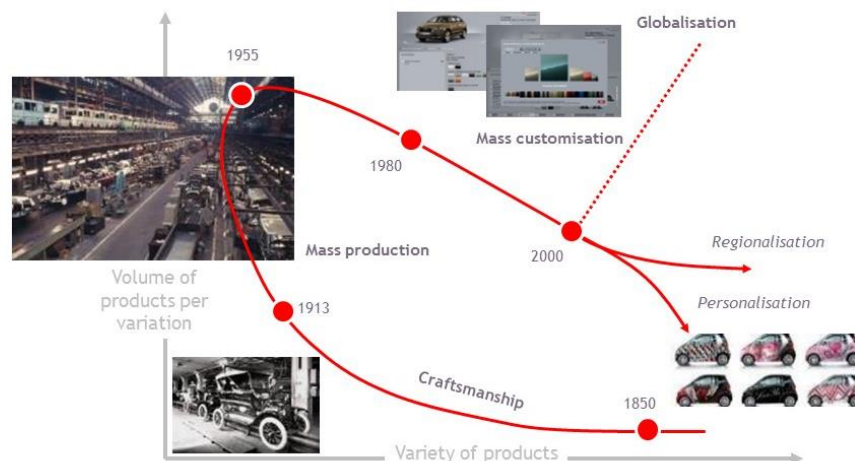 1955
Globalisation
Mass customisation
1980
2000
Regionalisation
Mass production
Personalisation
Volume of
products per
variation
1913
Craftsmanship
1850
Variety of products